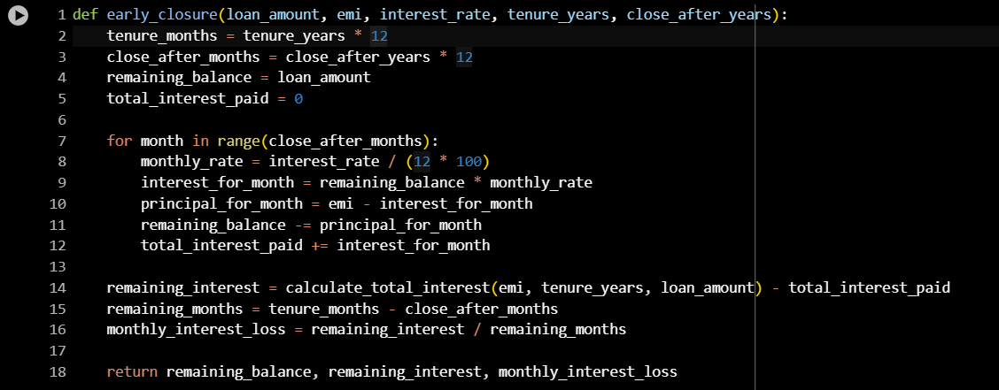 1 def early_closure(loan_amount, emi, interest_rate, tenure_years, close_after_years):
2     tenure_months = tenure_years * 12
3     close_after_months = close_after_years * 12
4     remaining_balance = loan_amount
5     total_interest_paid = 0
6
7     for month in range(close_after_months):
8         monthly_rate = interest_rate / (12 * 100)
9         interest_for_month = remaining_balance * monthly_rate
10         principal_for_month = emi - interest_for_month
11         remaining_balance -= principal_for_month
12         total_interest_paid += interest_for_month
13
14     remaining_interest = calculate_total_interest(emi, tenure_years, loan_amount) - total_interest_paid
15     remaining_months = tenure_months - close_after_months
16     monthly_interest_loss = remaining_interest / remaining_months
17
18     return remaining_balance, remaining_interest, monthly_interest_loss